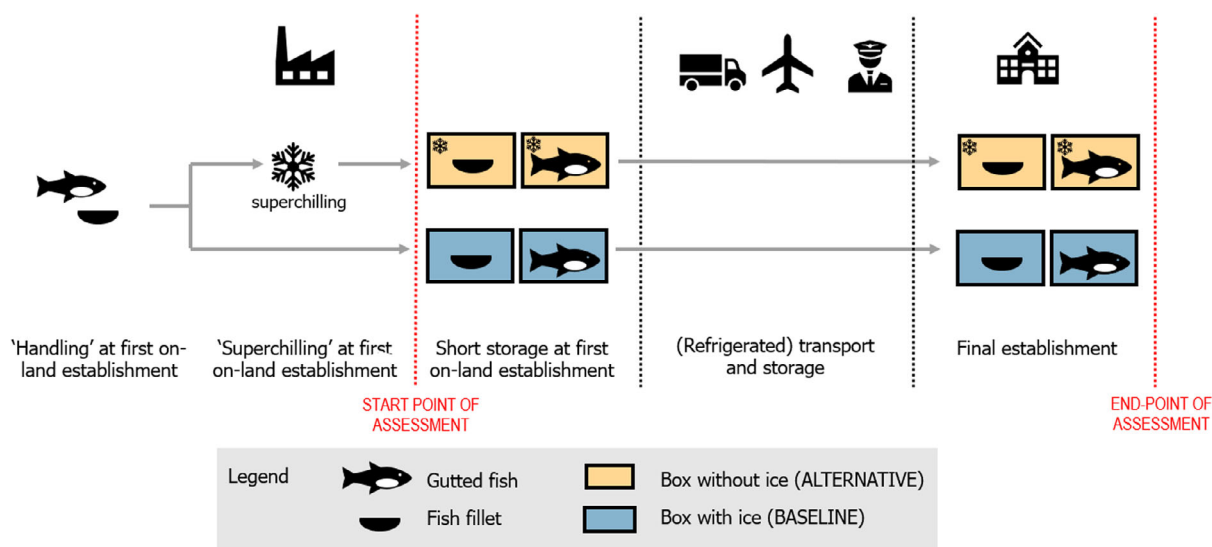 superchilling
‘Handling’ at first on-
land establishment
‘Superchilling’ at first
on-land establishment
Short storage at first
on-land establishment
(Refrigerated) transport
and storage
Final establishment
START POINT OF
ASSESSMENT
END-POINT OF
ASSESSMENT
Legend
Gutted fish
Box without ice (ALTERNATIVE)
Fish fillet
Box with ice (BASELINE)